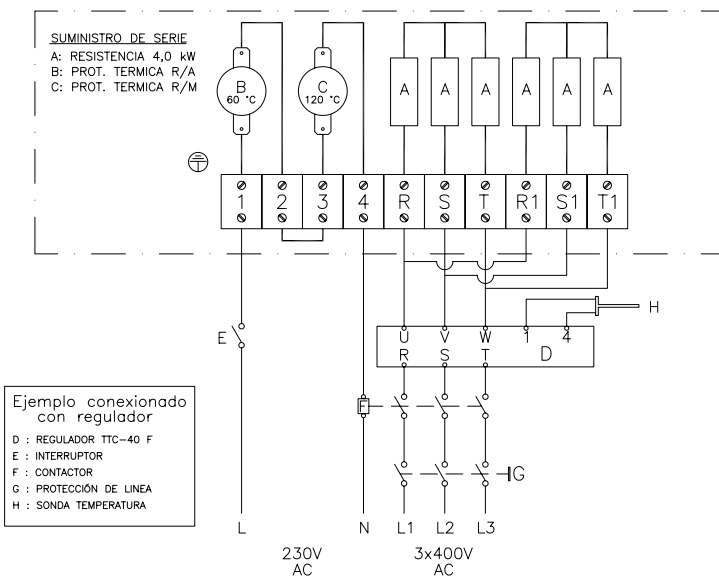 SUMINISTRO DE SERIE
A: RESISTENCIA 4,0 kW
B: PROT. TERMICA R/A
C: PROT. TERMICA R/M
B
60 °C
C
120 °C
A A A A A A
1 2 3 4 R S T R1 S1 T1
H
U V W 1 4
R S T D
E
F
G
Ejemplo conexionado
con regulador
D : REGULADOR TTC-40 F
E : INTERRUPTOR
F : CONTACTOR
G : PROTECCIÓN DE LINEA
H : SONDA TEMPERATURA
L N L1 L2 L3
230V 3x400V
AC AC